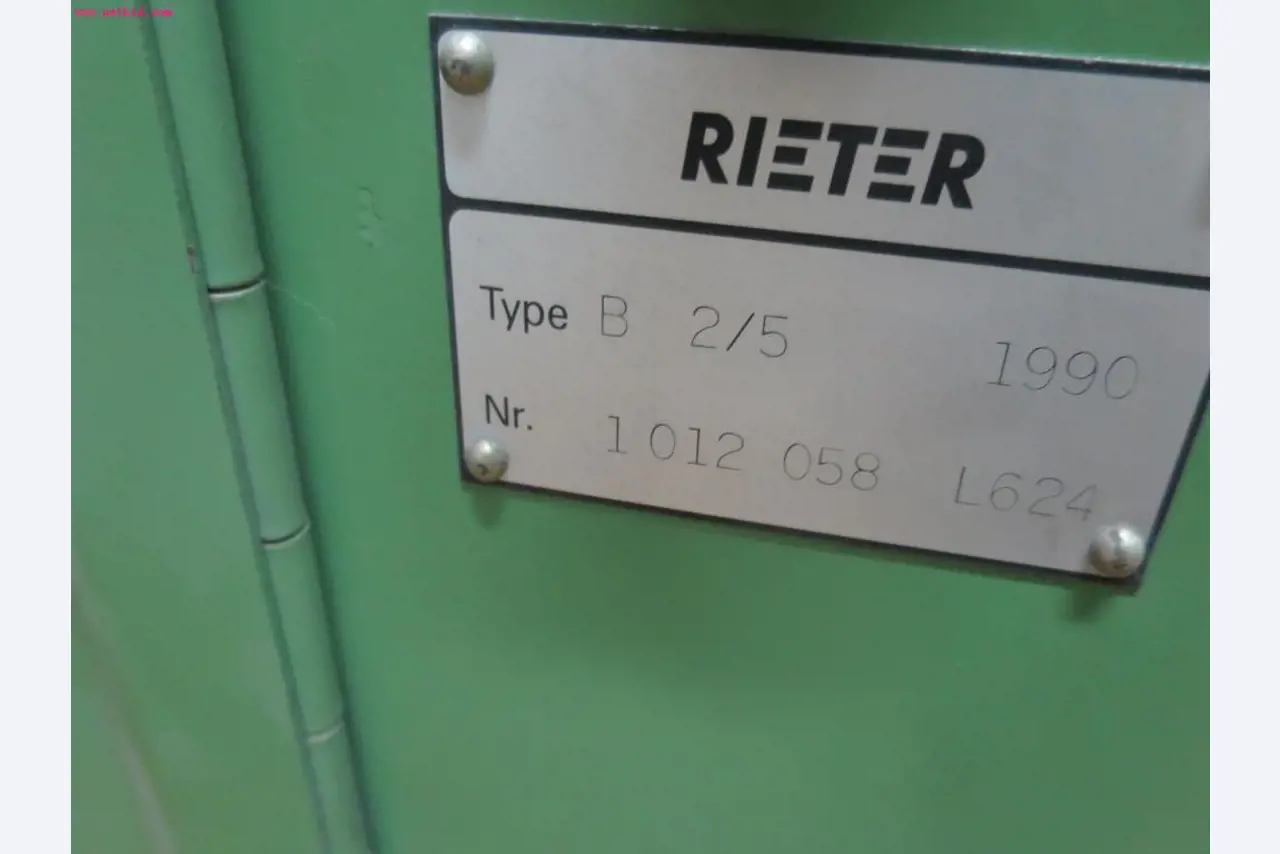 RIETER
Type B 2/5 1990
Nr. 1 012 058 L624